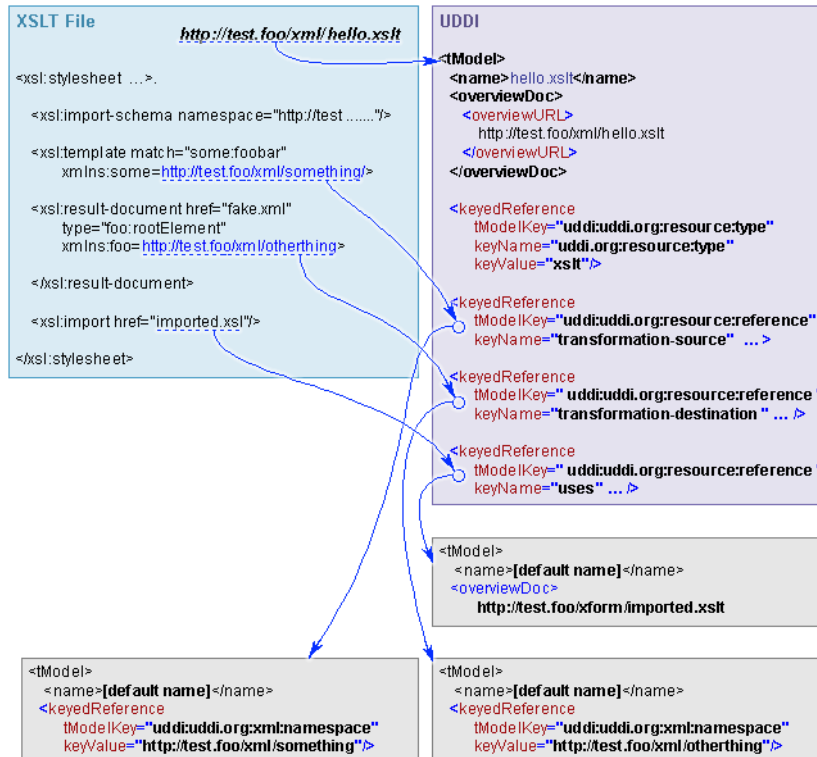 XSLT File
http://test.foo/xml/hello.xslt
<xsl:stylesheet ...>.
<xsl:import-schema namespace="http://test ......."/>
<xsl:template match="some:foobar"
xmlns:some=http://test.foo/xml/something/>
<xsl:result-document href="fake.xml"
type="foo:rootElement"
xmlns:foo=http://test.foo/xml/otherthing>
</xsl:result-document>
<xsl:import href="imported.xsl"/>
</xsl:stylesheet>
UDDI
<tModel>
<name>hello.xslt</name>
<overviewDoc>
<overviewURL>
http://test.foo/xml/hello.xslt
</overviewURL>
</overviewDoc>
<keyedReference
tModelKey="uddi:uddi.org:resource:type"
keyName="uddi.org:resource:type"
keyValue="xslt"/>
<keyedReference
tModelKey="uddi:uddi.org:resource:reference"
keyName="transformation-source" ... >
<keyedReference
tModelKey=" uddi:uddi.org:resource:reference "
keyName="transformation-destination " ... />
<keyedReference
tModelKey=" uddi:uddi.org:resource:reference "
keyName="uses" ... />
<tModel>
<name>[default name]</name>
<overviewDoc>
http://test.foo/xform/imported.xslt
<tModel>
<name>[default name]</name>
<keyedReference
tModelKey="uddi:uddi.org:xml:namespace"
keyValue="http://test.foo/xml/something"/>
<tModel>
<name>[default name]</name>
<keyedReference
tModelKey="uddi:uddi.org:xml:namespace"
keyValue="http://test.foo/xml/otherthing"/>